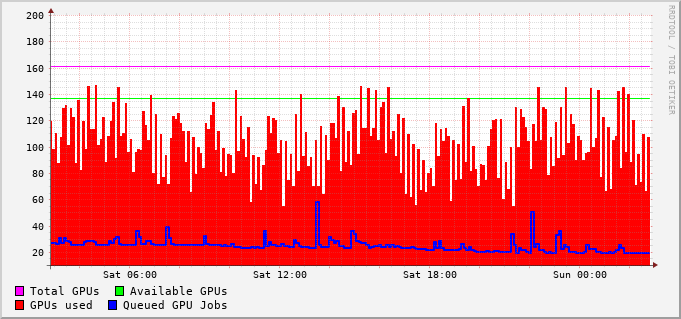 200
180
160
140
120
100
80
60
40
20
Sat 06:00 Sat 12:00 Sat 18:00 Sun 00:00
Total GPUs Available GPUs
GPUs used Queued GPU Jobs
RRDTOOL / TOBI OETIKER